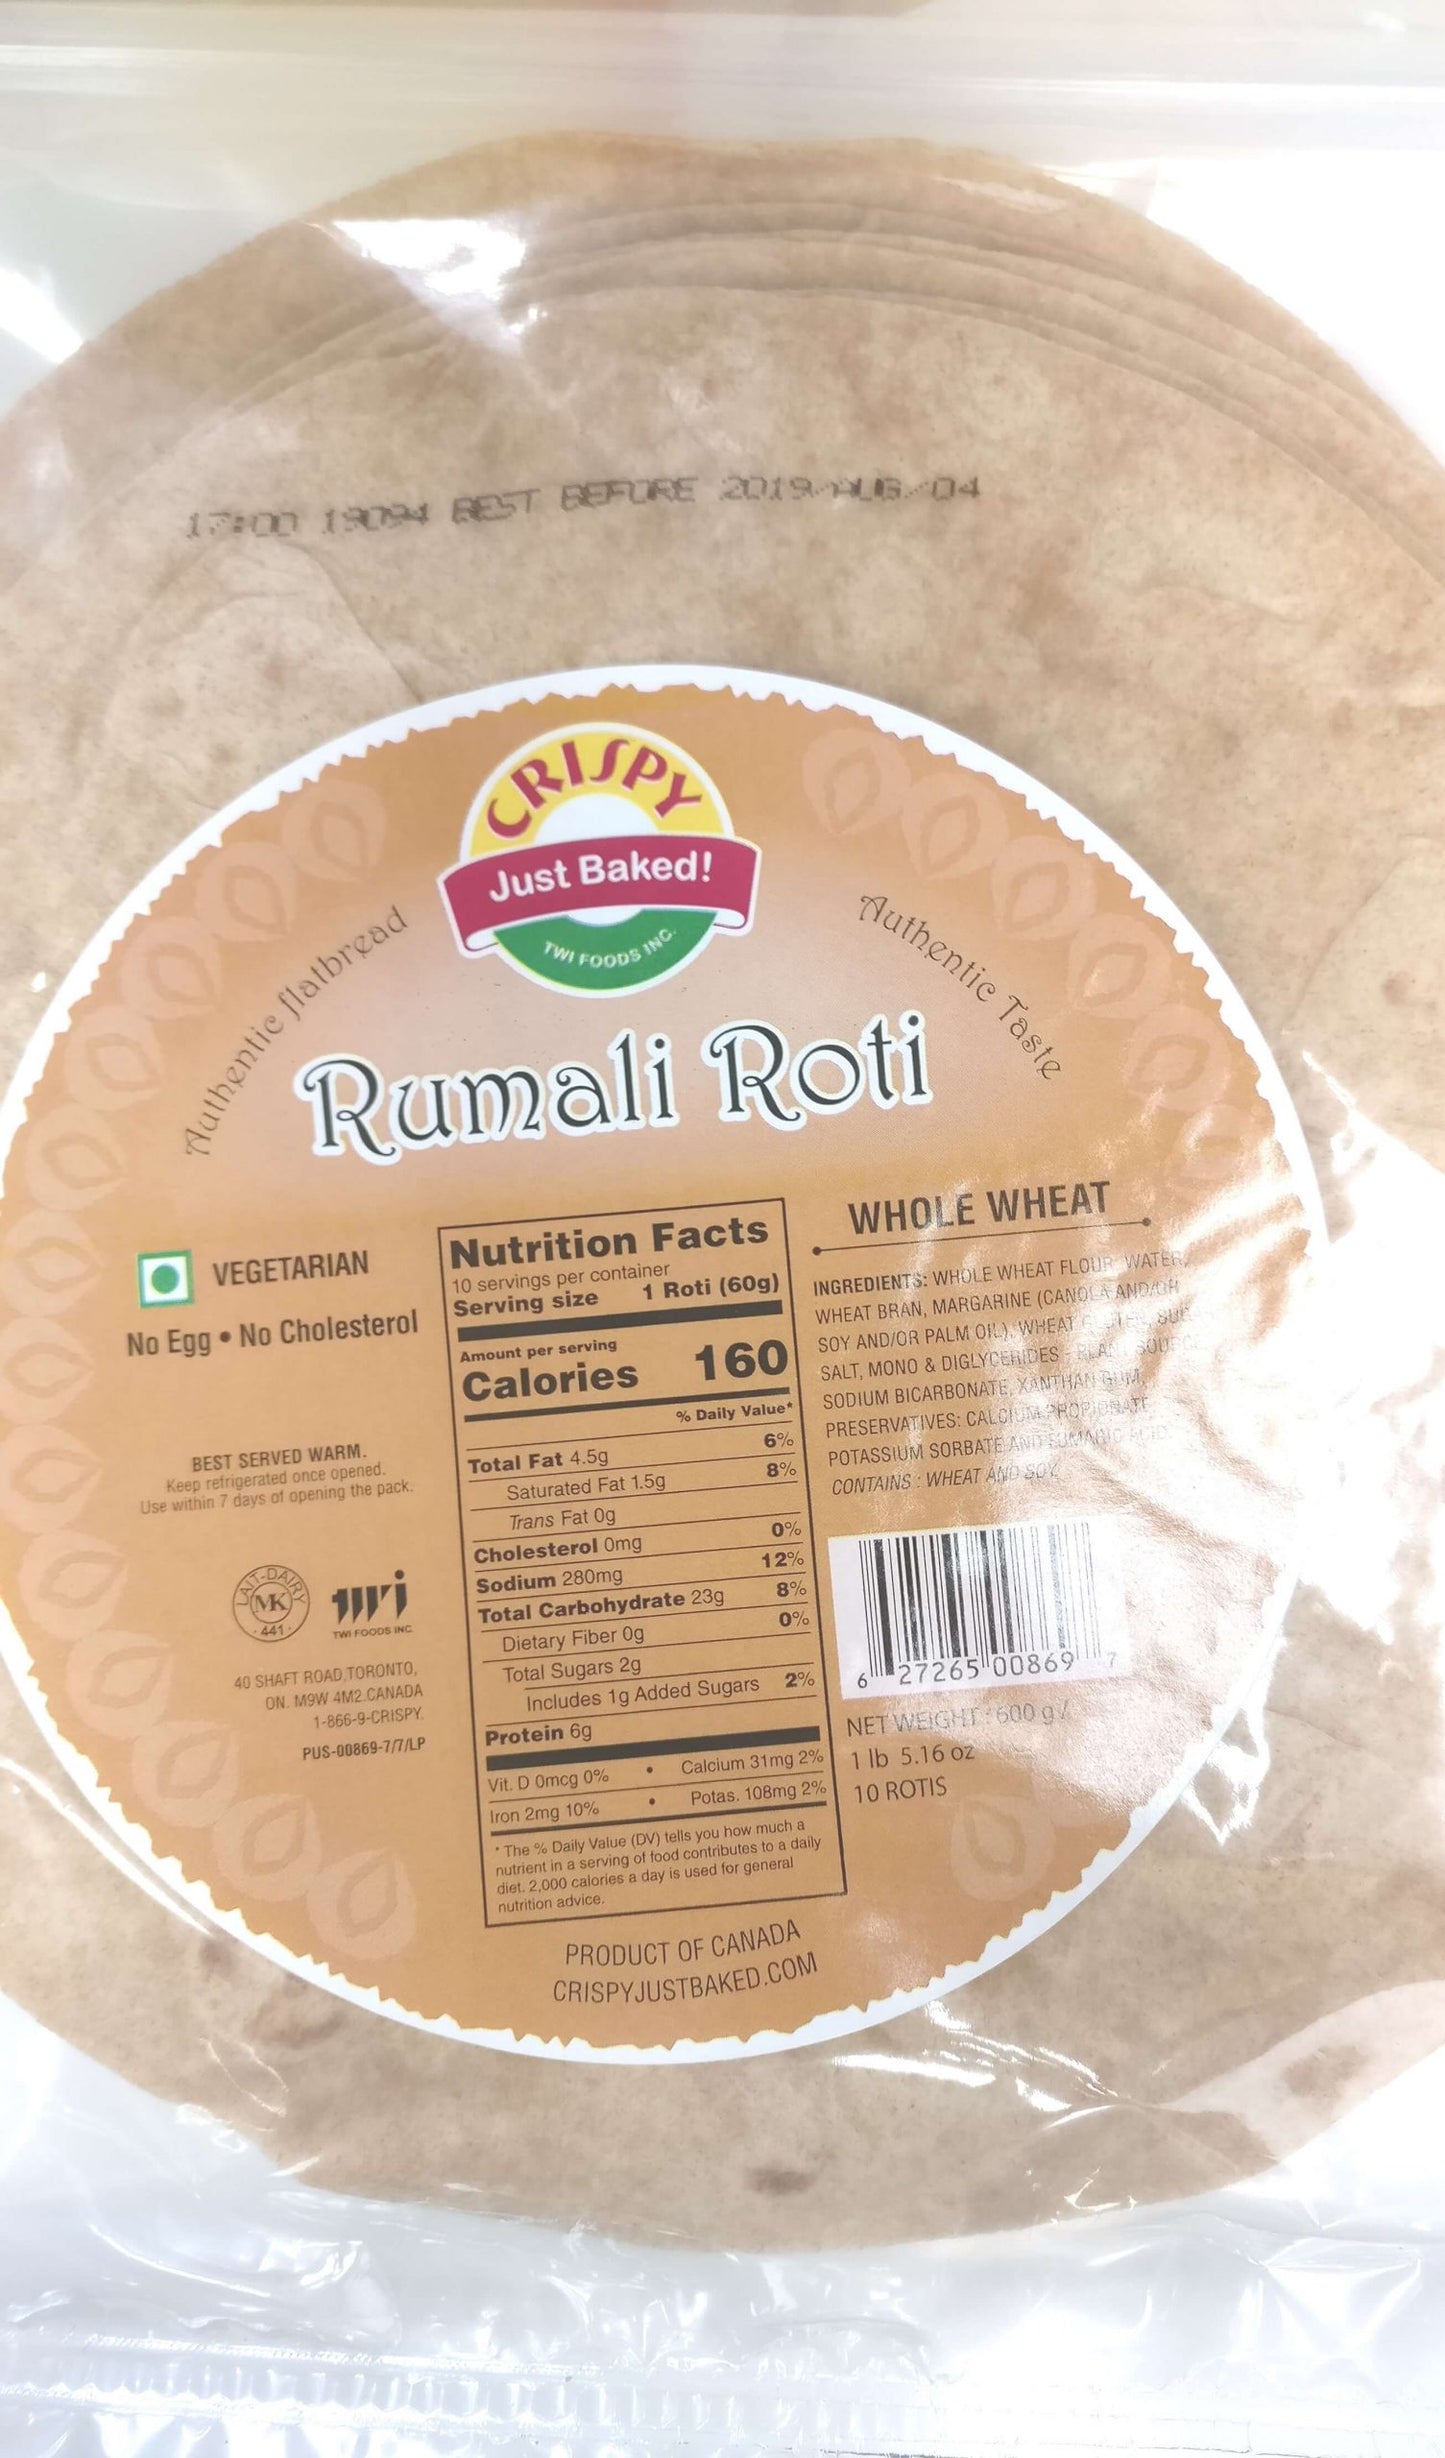 17:00 19094 BEST BEFORE 2019/AUG/04
CRISPY
Just Baked!
TWI FOODS INC.
Authentic flatbread
Authentic Taste
Rumali Roti
VEGETARIAN
No Egg • No Cholesterol
BEST SERVED WARM.
Keep refrigerated once opened.
Use within 7 days of opening the pack.
LAIT-DAIRY
MK
441
TWI FOODS INC
40 SHAFT ROAD,TORONTO,
ON. M9W 4M2.CANADA
1-866-9-CRISPY.
PUS-00869-7/7/LP
Nutrition Facts
10 servings per container
Serving size 1 Roti (60g)
Amount per serving
Calories 160
% Daily Value*
Total Fat 4.5g 6%
Saturated Fat 1.5g 8%
Trans Fat 0g
Cholesterol 0mg 0%
Sodium 280mg 12%
Total Carbohydrate 23g 8%
Dietary Fiber 0g 0%
Total Sugars 2g
Includes 1g Added Sugars 2%
Protein 6g
Vit. D 0mcg 0% • Calcium 31mg 2%
Iron 2mg 10% • Potas. 108mg 2%
* The % Daily Value (DV) tells you how much a
nutrient in a serving of food contributes to a daily
diet. 2,000 calories a day is used for general
nutrition advice.
WHOLE WHEAT
INGREDIENTS: WHOLE WHEAT FLOUR WATER,
WHEAT BRAN, MARGARINE (CANOLA AND/OR
SOY AND/OR PALM OIL), WHEAT
SALT, MONO & DIGLYCERIDES - PLANT SOURCE
SODIUM BICARBONATE, XANTHAN GUM,
PRESERVATIVES: CALCIUM PROPIONATE
POTASSIUM SORBATE AND FUMARIC ACID
CONTAINS : WHEAT AND SOY
6 27265 00869 7
NET WEIGHT : 600 g /
1 lb 5.16 oz
10 ROTIS
PRODUCT OF CANADA
CRISPYJUSTBAKED.COM